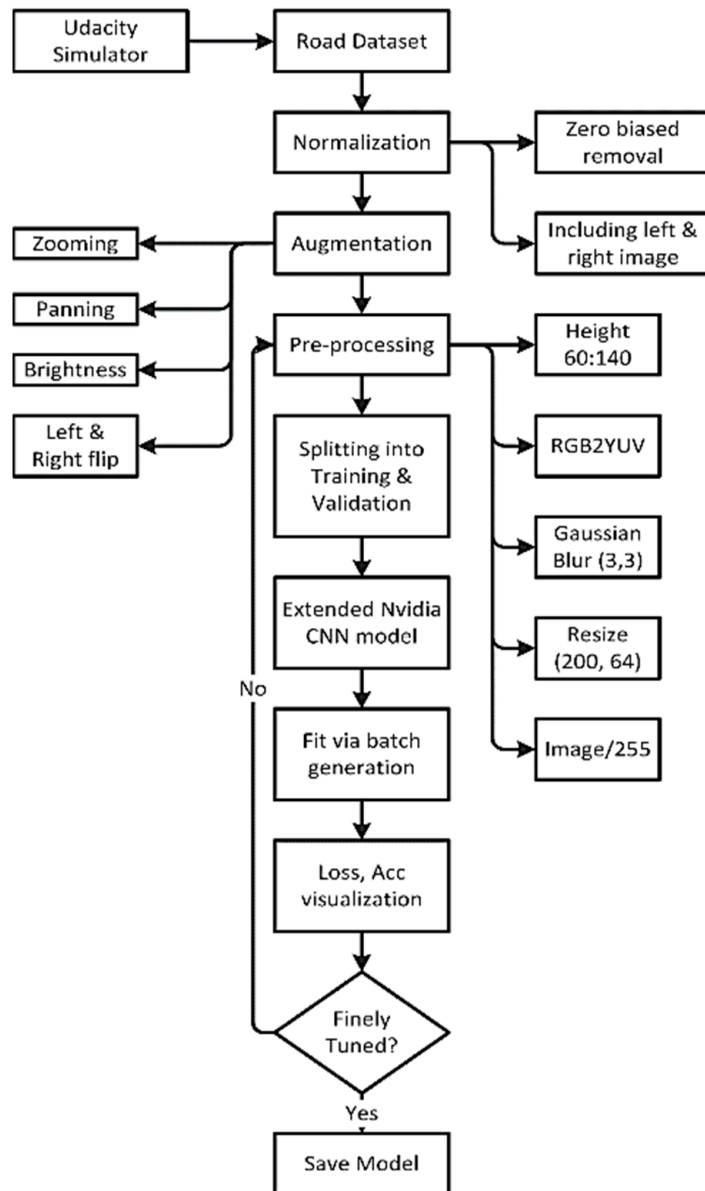 Udacity
Simulator
Road Dataset
Normalization
Zero biased
removal
Including left &
right image
Augmentation
Zooming
Panning
Brightness
Left &
Right flip
Pre-processing
Height
60:140
RGB2YUV
Gaussian
Blur (3,3)
Resize
(200, 64)
Image/255
Splitting into
Training &
Validation
Extended Nvidia
CNN model
Fit via batch
generation
Loss, Acc
visualization
Finely
Tuned?
No
Yes
Save Model